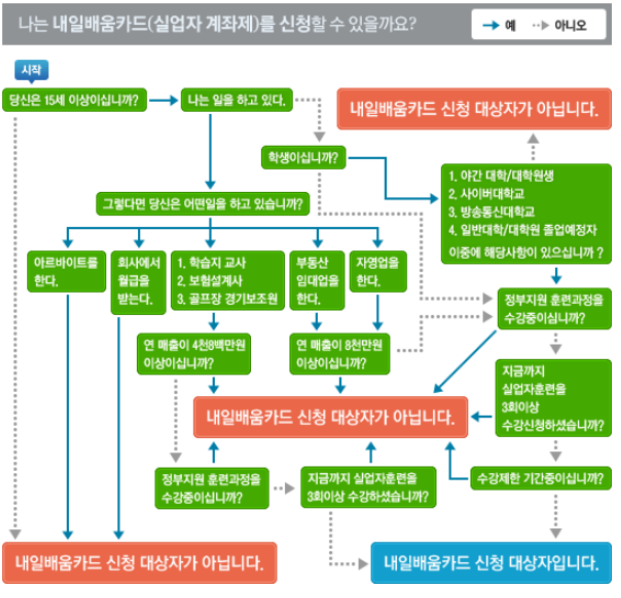 나는 내일배움카드(실업자 계좌제)를 신청할 수 있을까요?
예
아니오
시작
당신은 15세 이상이십니까?
나는 일을 하고 있다.
내일배움카드 신청 대상자가 아닙니다.
학생이십니까?
1. 야간 대학/대학원생
2. 사이버대학교
3. 방송통신대학교
4. 일반대학/대학원 졸업예정자
이중에 해당사항이 있으십니까 ?
그렇다면 당신은 어떤일을 하고 있습니까?
아르바이트를
한다.
회사에서
월급을
받는다.
1. 학습지 교사
2. 보험설계사
3. 골프장 경기보조원
부동산
임대업을
한다.
자영업을
한다.
정부지원 훈련과정을
수강중이십니까?
연 매출이 4천8백만원
이상이십니까?
연 매출이 8천만원
이상이십니까?
지금까지
실업자훈련을
3회이상
수강신청하셨습니까?
내일배움카드 신청 대상자가 아닙니다.
정부지원 훈련과정을
수강중이십니까?
지금까지 실업자훈련을
3회이상 수강하셨습니까?
수강제한 기간중이십니까?
내일배움카드 신청 대상자가 아닙니다.
내일배움카드 신청 대상자입니다.